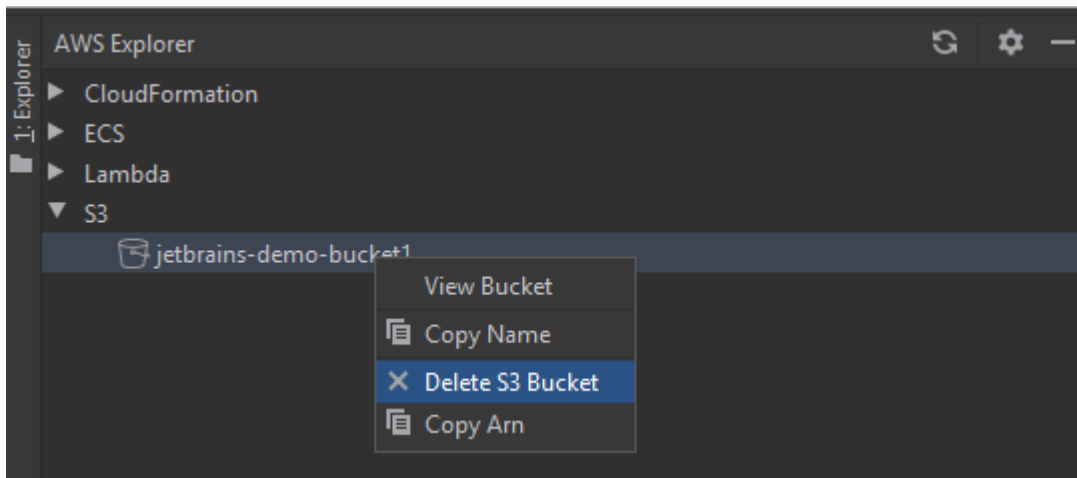 1: Explorer
AWS Explorer
CloudFormation
ECS
Lambda
S3
jetbrains-demo-bucket1
View Bucket
Copy Name
Delete S3 Bucket
Copy Arn